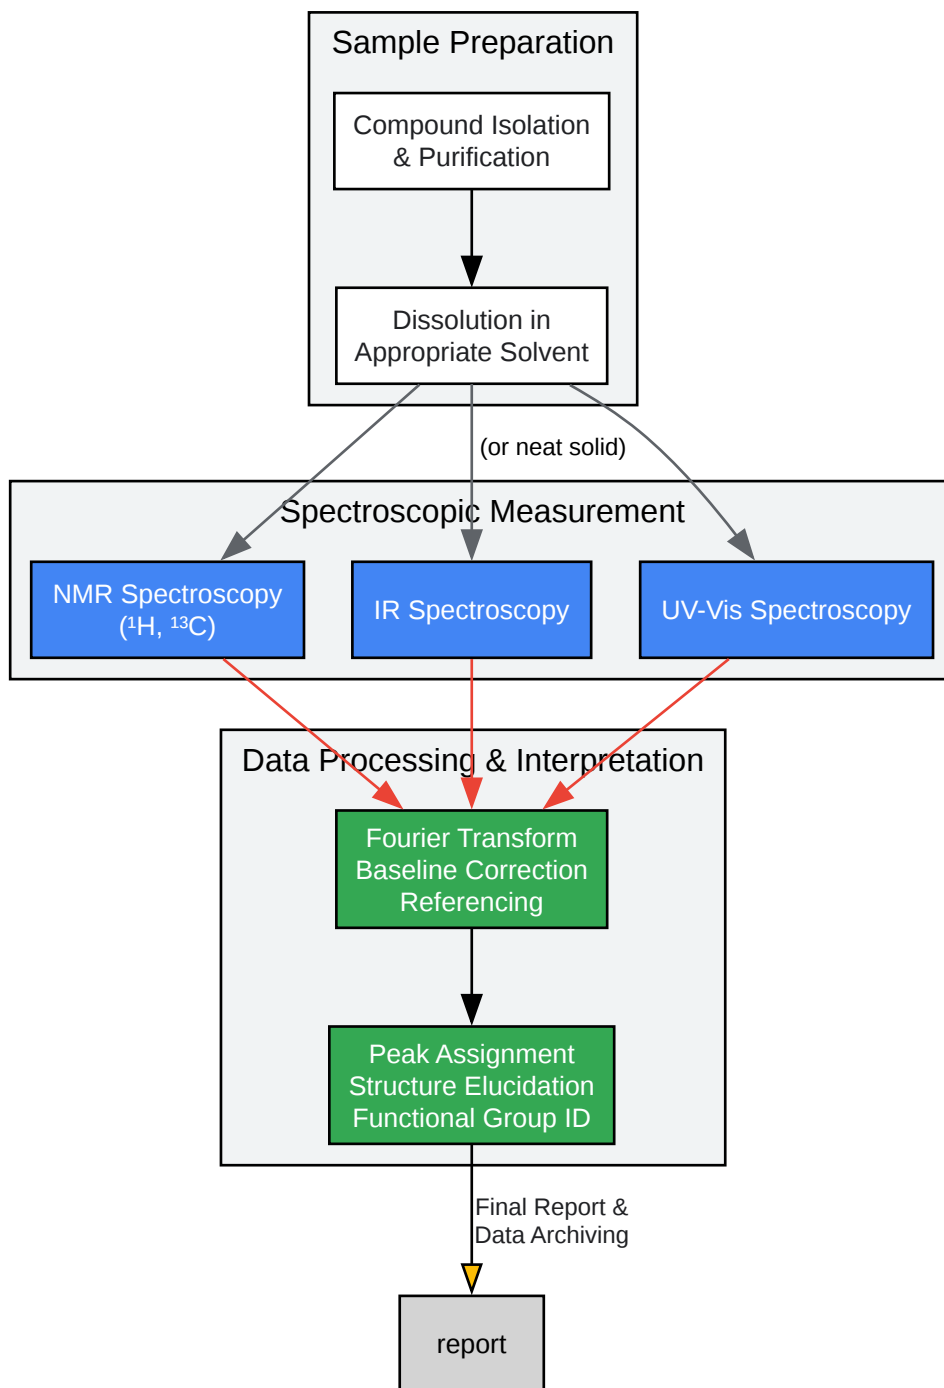 Sample Preparation
Compound Isolation
& Purification
Dissolution in
Appropriate Solvent
(or neat solid)
Spectroscopic Measurement
NMR Spectroscopy
(¹H, ¹³C)
IR Spectroscopy
UV-Vis Spectroscopy
Data Processing & Interpretation
Fourier Transform
Baseline Correction
Referencing
Peak Assignment
Structure Elucidation
Functional Group ID
Final Report &
Data Archiving
report